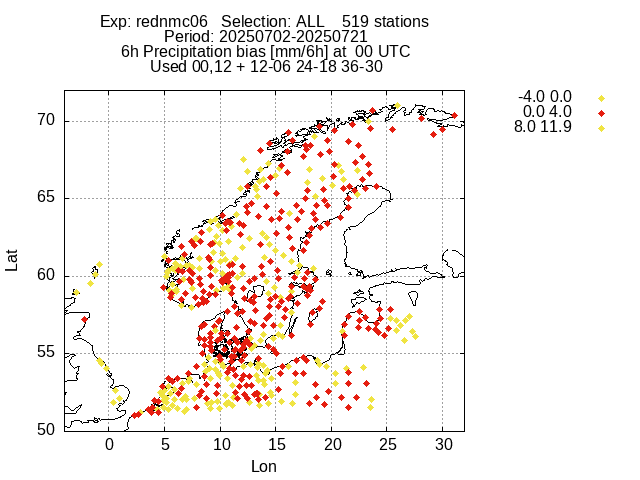 Exp: rednmc06   Selection: ALL    519 stations
Period: 20250702-20250721
6h Precipitation bias [mm/6h] at  00 UTC
Used 00,12 + 12-06 24-18 36-30
-4.0 0.0
0.0 4.0
8.0 11.9
70
65
60
55
50
Lat
0 5 10 15 20 25 30
Lon